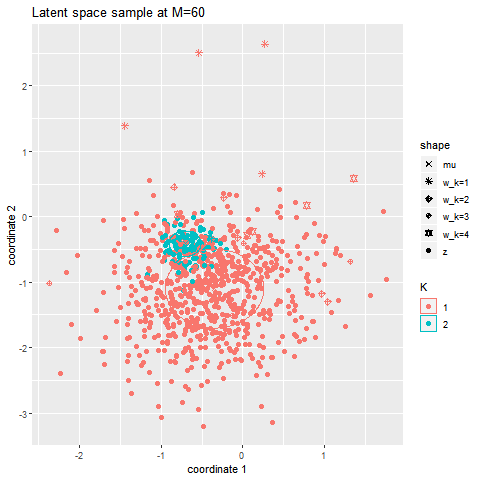 Latent space sample at M=60
coordinate 2
2
1
0
-1
-2
-3
-2
-1
0
1
coordinate 1
shape
mu
w_k=1
w_k=2
w_k=3
w_k=4
z
K
1
2